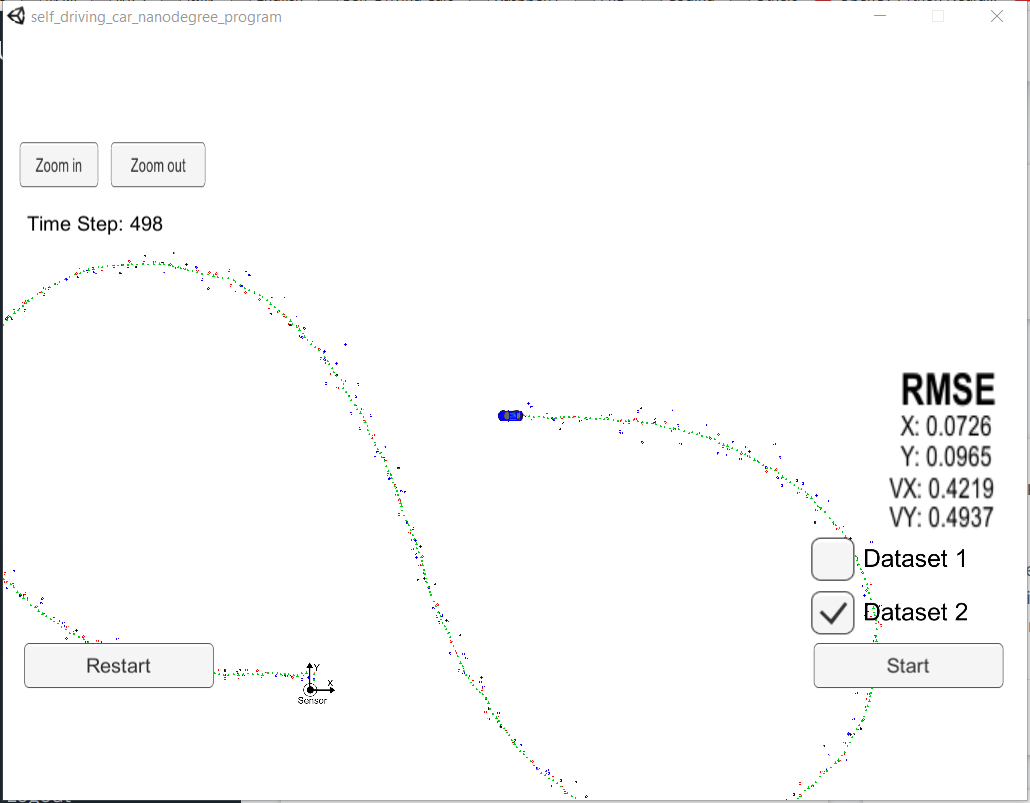 self_driving_car_nanodegree_program
Zoom in
Zoom out
Time Step: 498
RMSE
X: 0.0726
Y: 0.0965
VX: 0.4219
VY: 0.4937
Dataset 1
Dataset 2
Restart
Y
X
Sensor
Start